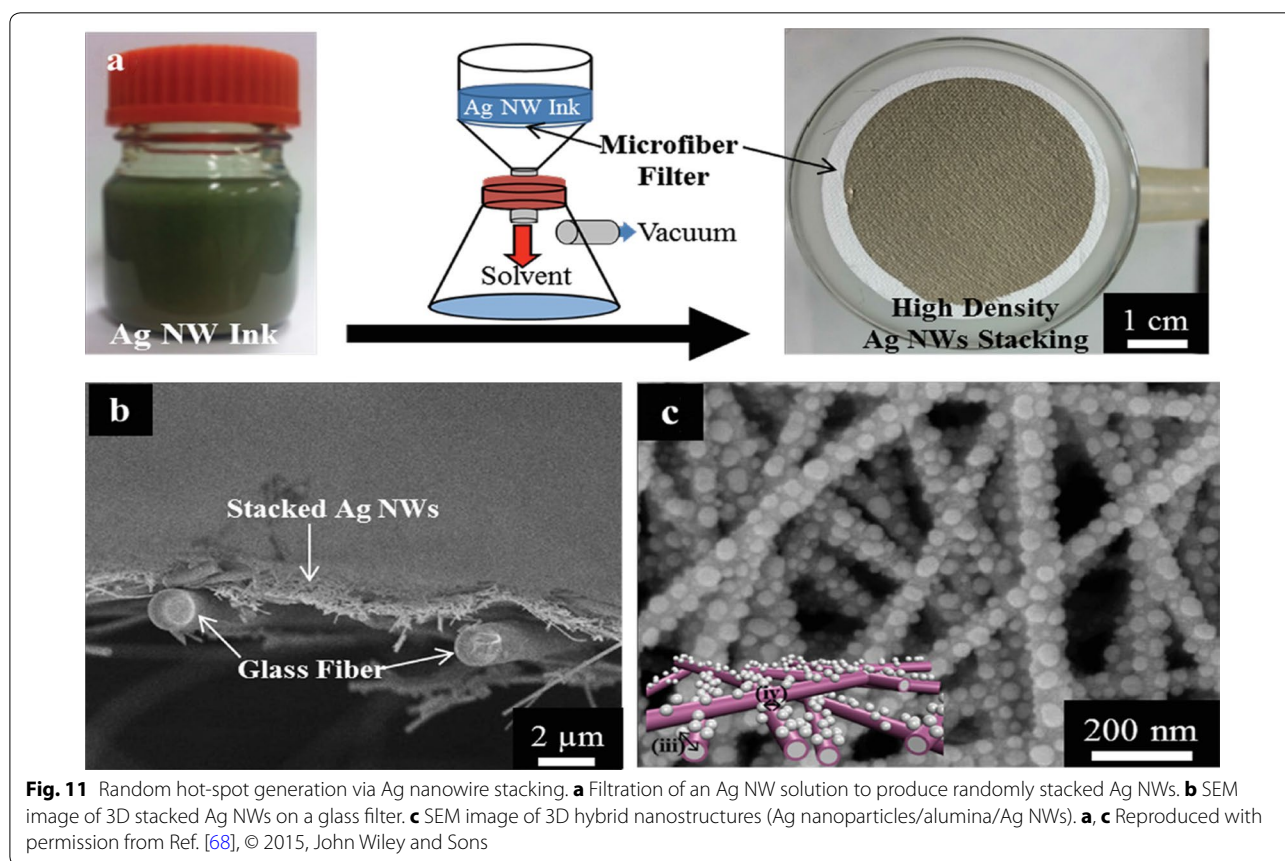 a
Ag NW Ink
Ag NW Ink
Microfiber
Filter
Vacuum
Solvent
High Density
Ag NWs Stacking
1 cm
b
Stacked Ag NWs
Glass Fiber
2 μm
c
(iv)
(iii)
200 nm
Fig. 11 Random hot-spot generation via Ag nanowire stacking. a Filtration of an Ag NW solution to produce randomly stacked Ag NWs. b SEM
image of 3D stacked Ag NWs on a glass filter. c SEM image of 3D hybrid nanostructures (Ag nanoparticles/alumina/Ag NWs). a, c Reproduced with
permission from Ref. [68], © 2015, John Wiley and Sons